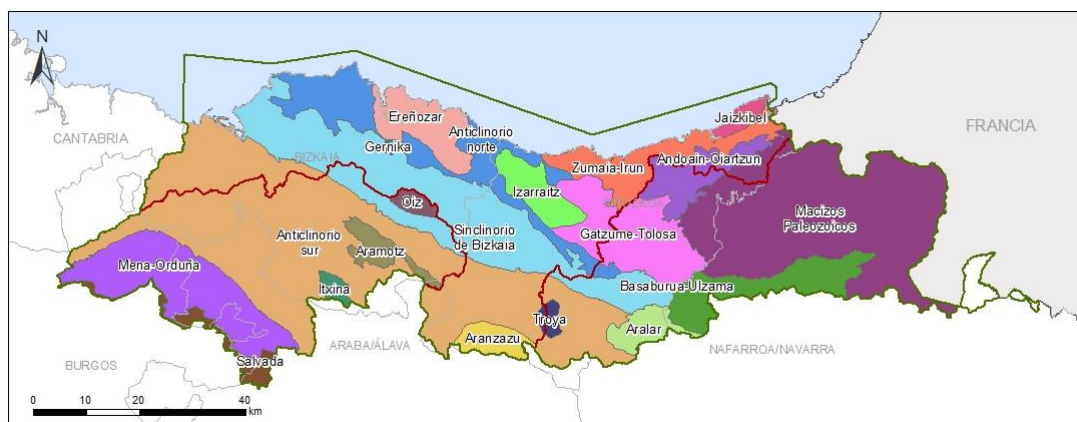 N
CANTABRIA
FRANCIA
Jaizkibel
Ereñozar
Anticlinorio
norte
Gernika
BIZKAIA
Zumaia-Irun
Andoain-Oiartzun
Izarraitz
Oiz
Macizos
Paleozoicos
Sinclinorio
de Bizkaia
Gatzume-Tolosa
Anticlinorio
sur
Aramotz
Mena-Orduña
Itxina
Basaburua-Ulzama
Troya
Aralar
Aranzazu
ARABA/ÁLAVA
NAFARROA/NAVARRA
BURGOS
Salvada
0 10 20 40
km